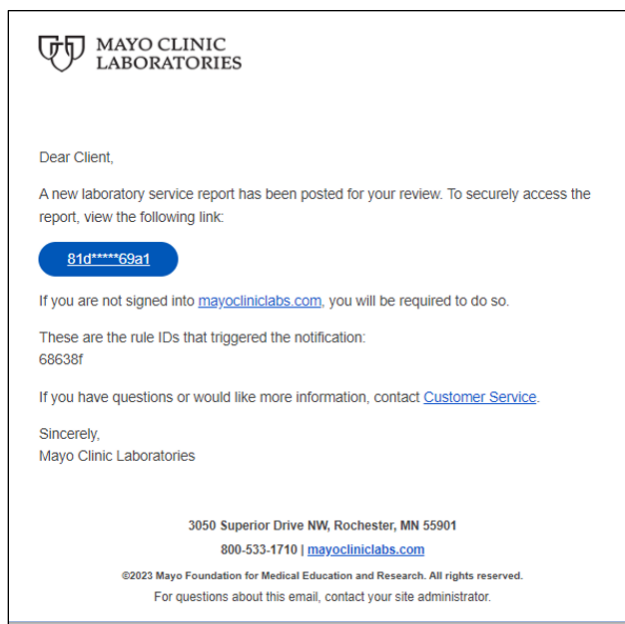 MAYO CLINIC
LABORATORIES
Dear Client,
A new laboratory service report has been posted for your review. To securely access the
report, view the following link:
81d*****69a1
If you are not signed into mayocliniclabs.com, you will be required to do so.
These are the rule IDs that triggered the notification:
68638f
If you have questions or would like more information, contact Customer Service.
Sincerely,
Mayo Clinic Laboratories
3050 Superior Drive NW, Rochester, MN 55901
800-533-1710 | mayocliniclabs.com
©2023 Mayo Foundation for Medical Education and Research. All rights reserved.
For questions about this email, contact your site administrator.